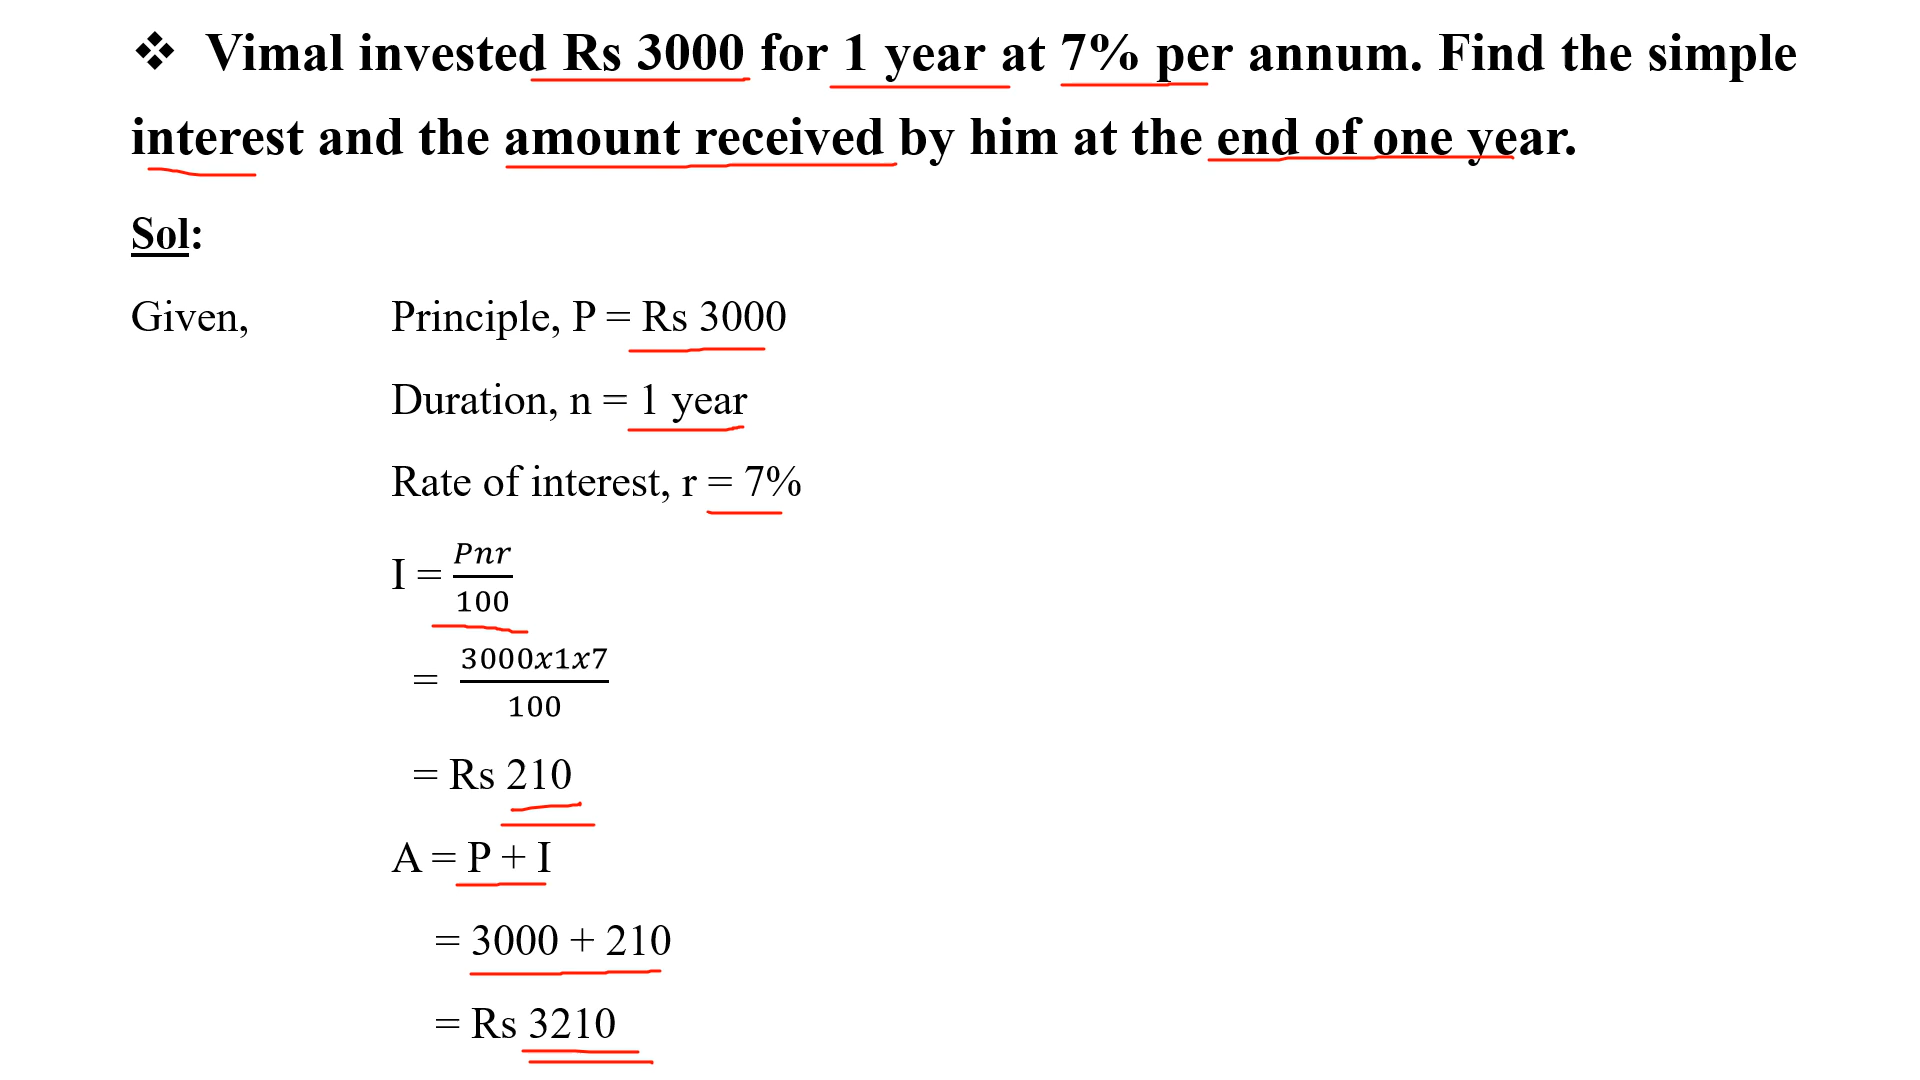 ❖ Vimal invested Rs 3000 for 1 year at 7% per annum. Find the simple
interest and the amount received by him at the end of one year.
Sol:
Given, Principle, P = Rs 3000
Duration, n = 1 year
Rate of interest, r = 7%
I = Pnr/100
= 3000x1x7/100
= Rs 210
A = P + I
= 3000 + 210
= Rs 3210